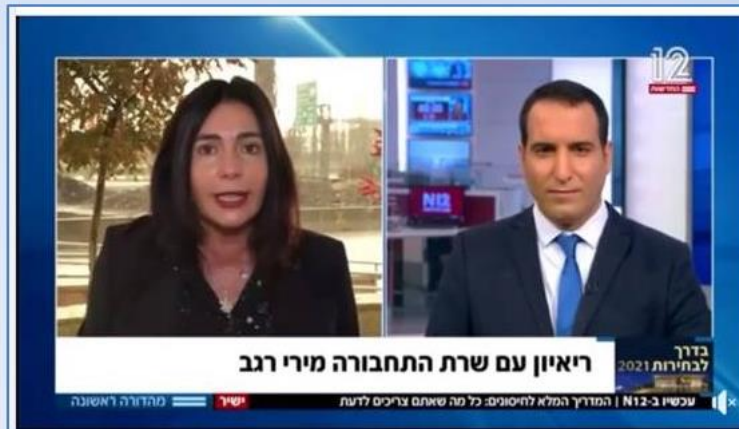 12
החדשות
N12
בדרך
לבחירות 2021
ריאיון עם שרת התחבורה מירי רגב
עכשיו ב-N12 | המדריך המלא לחיסונים: כל מה שאתם צריכים לדעת
ישיר
מהדורה ראשונה